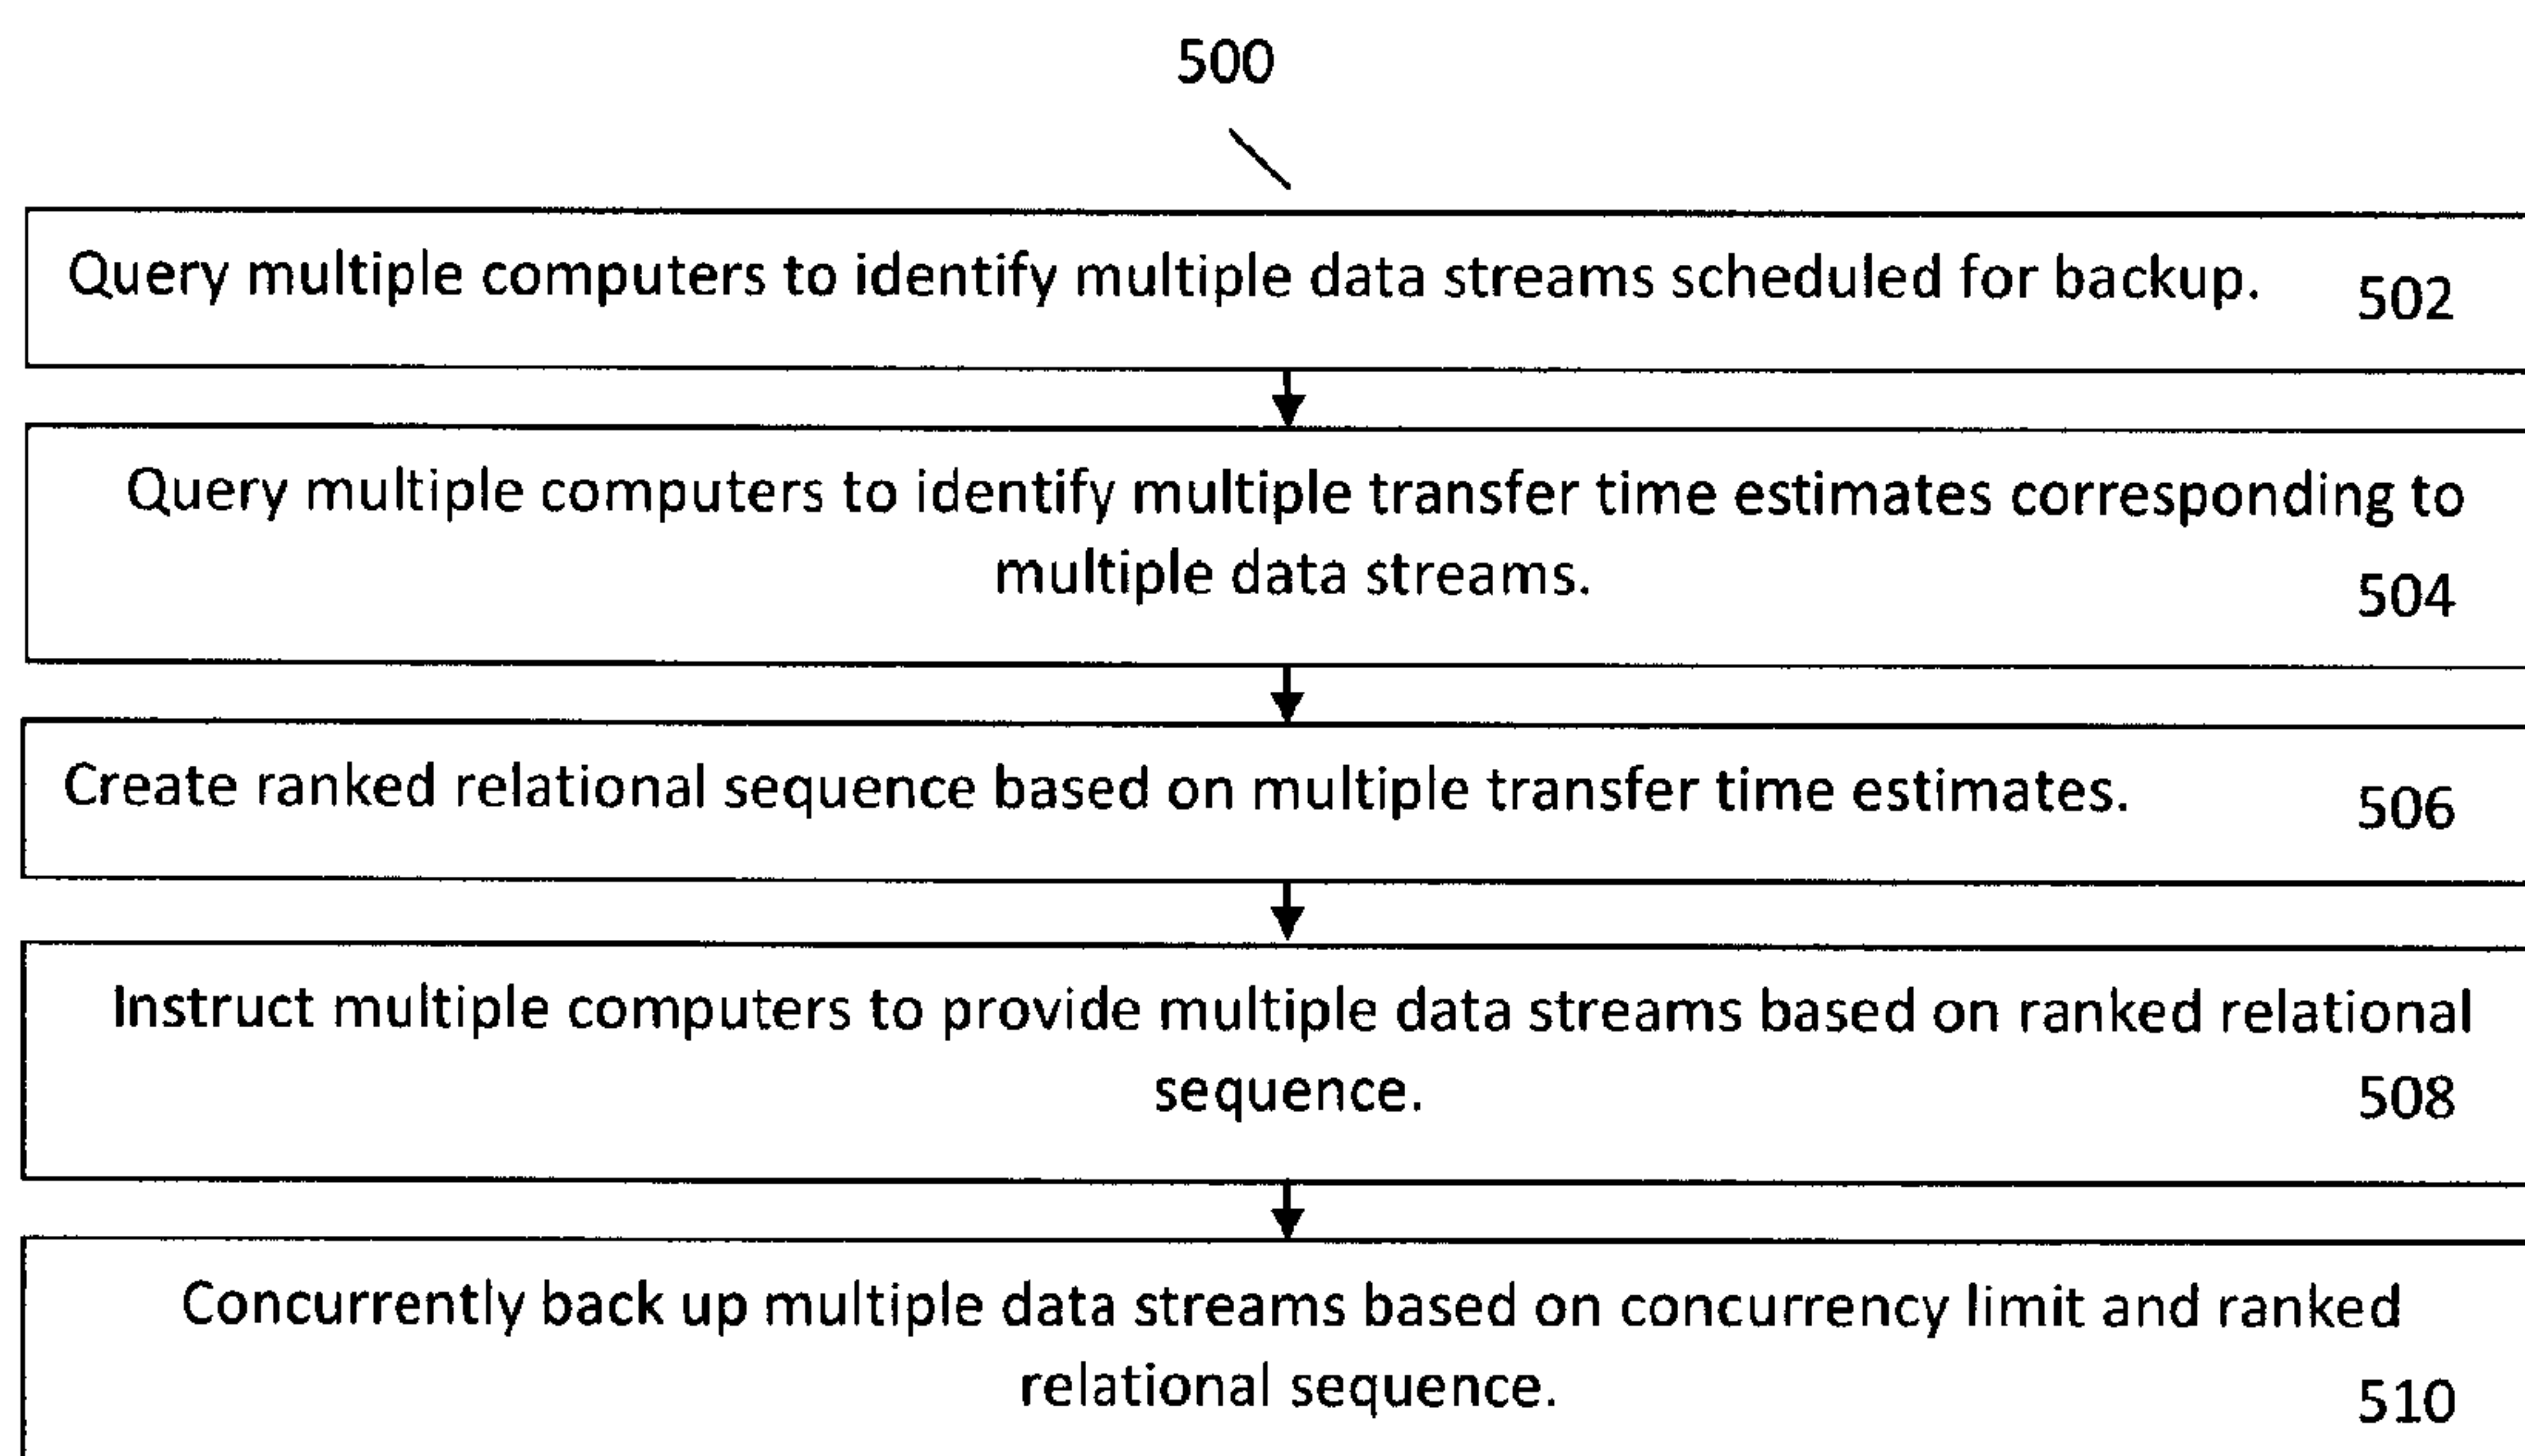 500
Query multiple computers to identify multiple data streams scheduled for backup. 502
Query multiple computers to identify multiple transfer time estimates corresponding to
multiple data streams.
504
Create ranked relational sequence based on multiple transfer time estimates. 506
Instruct multiple computers to provide multiple data streams based on ranked relational
sequence.
508
Concurrently back up multiple data streams based on concurrency limit and ranked
relational sequence.
510